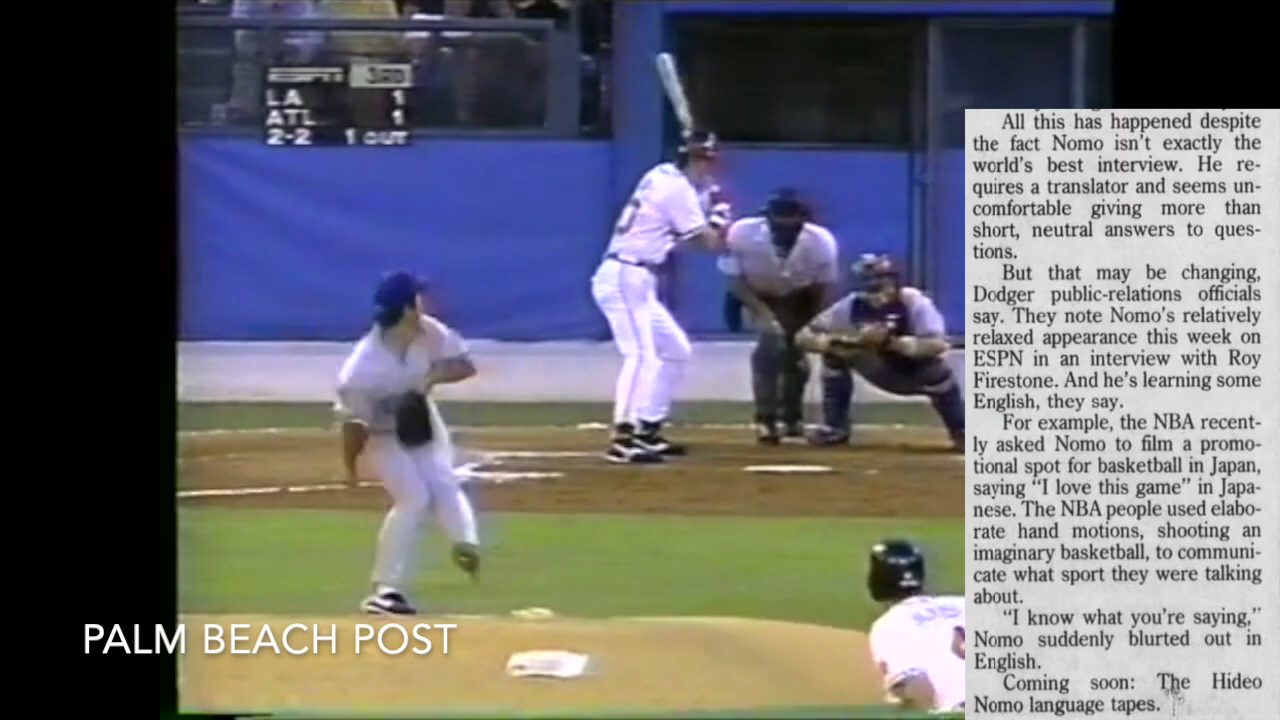 ESPN 3RD
LA 1
ATL 1
2-2 1 OUT
PALM BEACH POST
All this has happened despite
the fact Nomo isn't exactly the
world's best interview. He re-
quires a translator and seems un-
comfortable giving more than
short, neutral answers to ques-
tions.
But that may be changing,
Dodger public-relations officials
say. They note Nomo's relatively
relaxed appearance this week on
ESPN in an interview with Roy
Firestone. And he's learning some
English, they say.
For example, the NBA recent-
ly asked Nomo to film a promo-
tional spot for basketball in Japan,
saying "I love this game" in Japa-
nese. The NBA people used elabo-
rate hand motions, shooting an
imaginary basketball, to communi-
cate what sport they were talking
about.
"I know what you're saying,"
Nomo suddenly blurted out in
English.
Coming soon: The Hideo
Nomo language tapes.